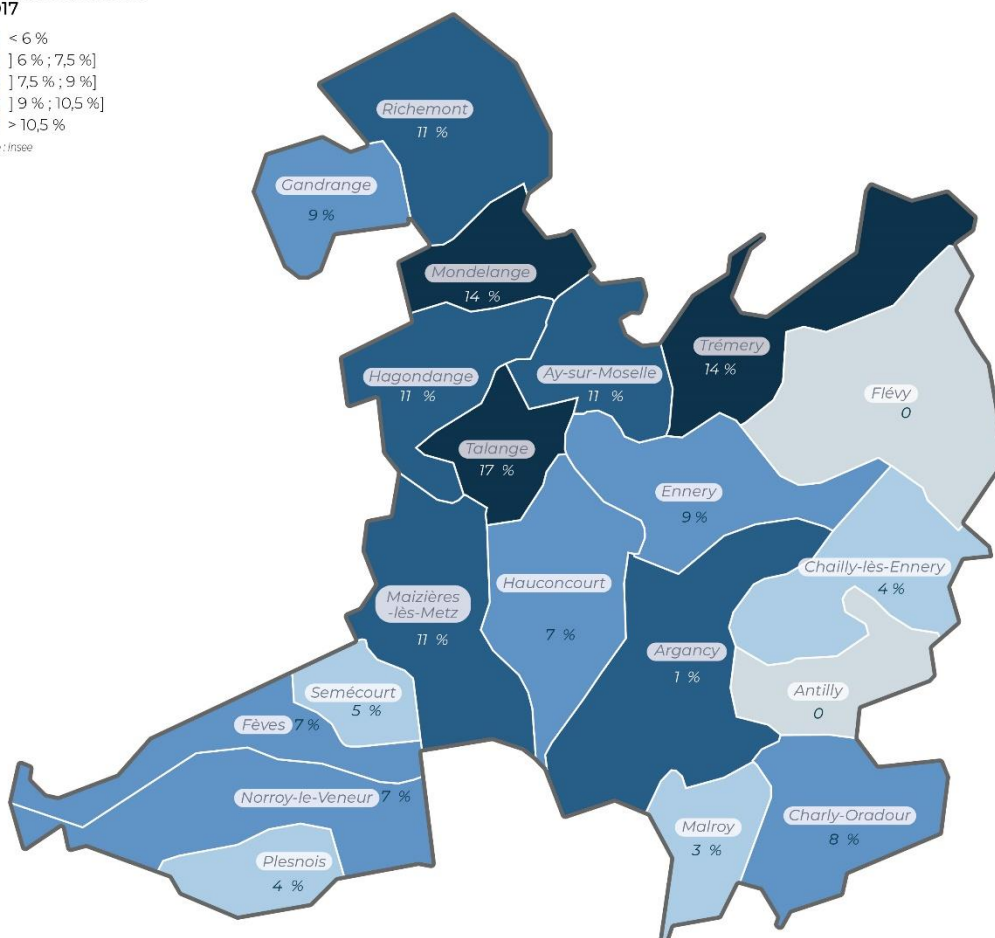 017
< 6 %
] 6 % ; 7,5 %]
] 7,5 % ; 9 %]
] 9 % ; 10,5 %]
> 10,5 %
: insee
Richemont
11 %
Gandrange
9 %
Mondelange
14 %
Trémery
14 %
Hagondange
11 %
Ay-sur-Moselle
11 %
Flévy
0
Talange
17 %
Ennery
9 %
Chailly-lès-Ennery
4 %
Hauconcourt
7 %
Maizières
-lès-Metz
11 %
Argancy
1 %
Antilly
0
Semécourt
5 %
Fèves 7 %
Norroy-le-Veneur 7 %
Charly-Oradour
8 %
Malroy
3 %
Plesnois
4 %